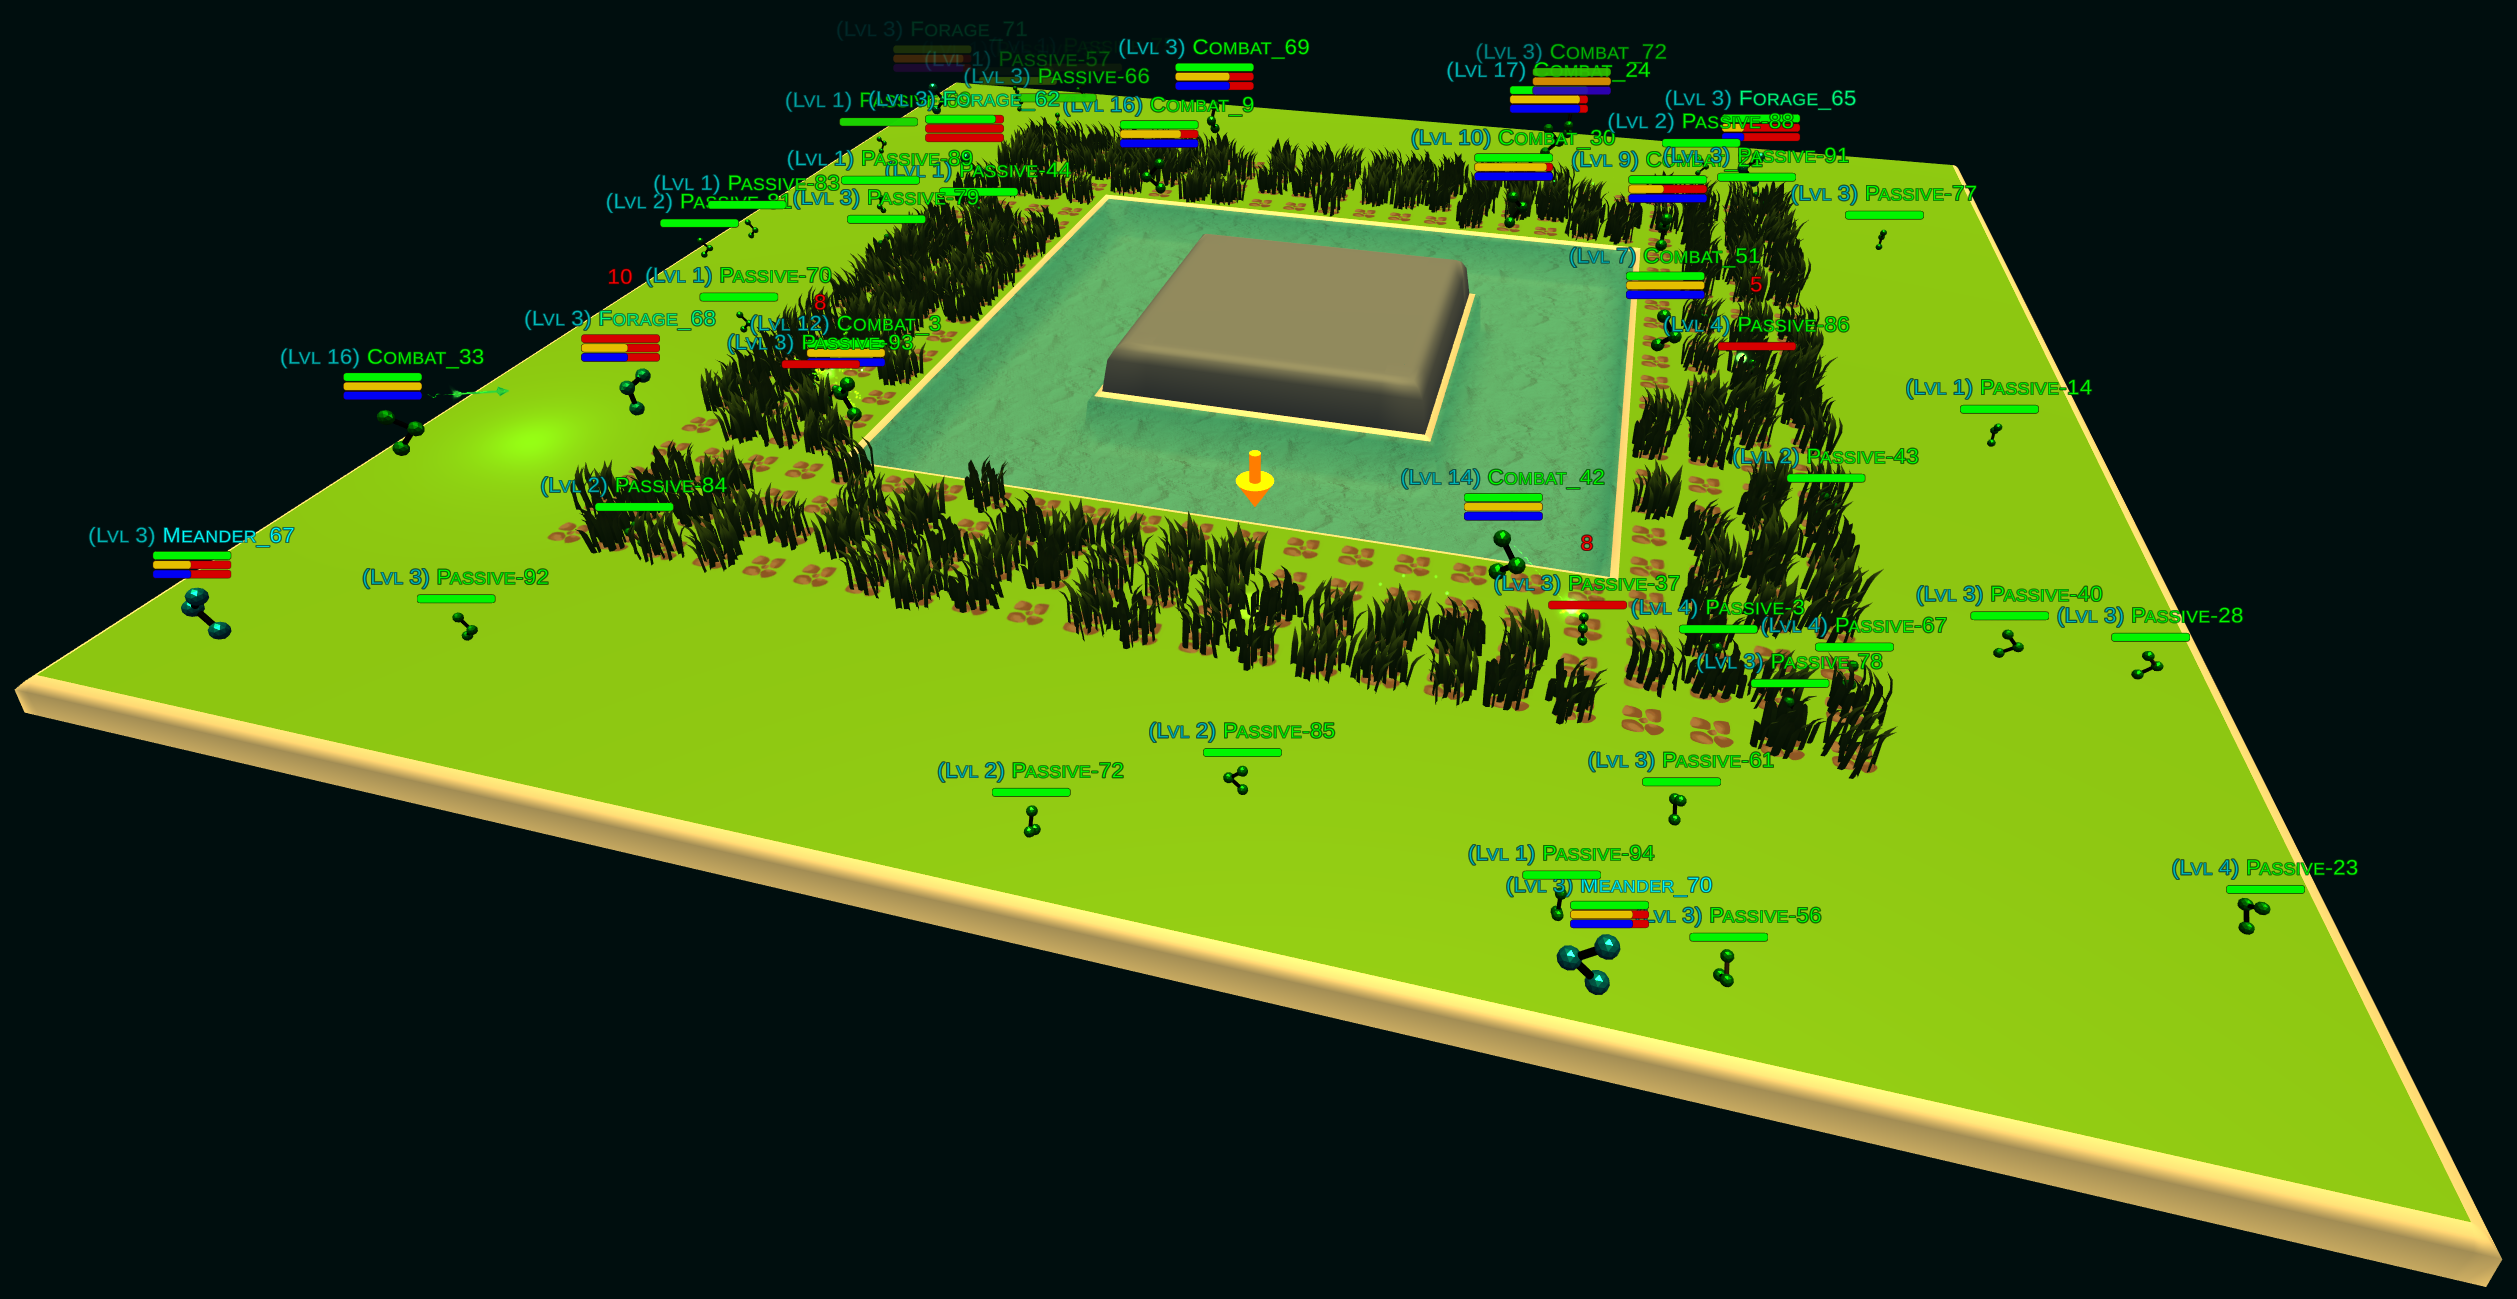 (Lvl 3) Forage_71
(Lvl 3) Combat_69
(Lvl 3) Combat_72
(Lvl 1) Passive-57
(Lvl 17) Combat_24
(Lvl 3) Passive-66
(Lvl 3) Forage_65
(Lvl 1)
(Lvl 3) Forage_62
(Lvl 16) Combat_9
(Lvl 2) Passive-88
(Lvl 10) Combat_30
(Lvl 1) Passive-89
(Lvl 9)
(Lvl 3) Passive-91
(Lvl 1) Passive-44
(Lvl 1) Passive-83
(Lvl 3) Passive-77
(Lvl 3) Passive-79
(Lvl 2) Passive-81
(Lvl 7) Combat_51
10
(Lvl 1) Passive-70
5
8
(Lvl 3) Forage_68
(Lvl 12) Combat_3
(Lvl 4) Passive-86
(Lvl 3) Passive-93
(Lvl 16) Combat_33
(Lvl 1) Passive-14
(Lvl 2) Passive-43
(Lvl 14) Combat_42
(Lvl 2) Passive-84
(Lvl 3) Meander_67
8
(Lvl 3) Passive-92
(Lvl 3) Passive-37
(Lvl 3) Passive-40
(Lvl 4) Passive-3
(Lvl 3) Passive-28
(Lvl 4) Passive-67
(Lvl 3) Passive-78
(Lvl 2) Passive-85
(Lvl 3) Passive-61
(Lvl 2) Passive-72
(Lvl 1) Passive-94
(Lvl 4) Passive-23
(Lvl 3) Meander_70
Lvl 3) Passive-56